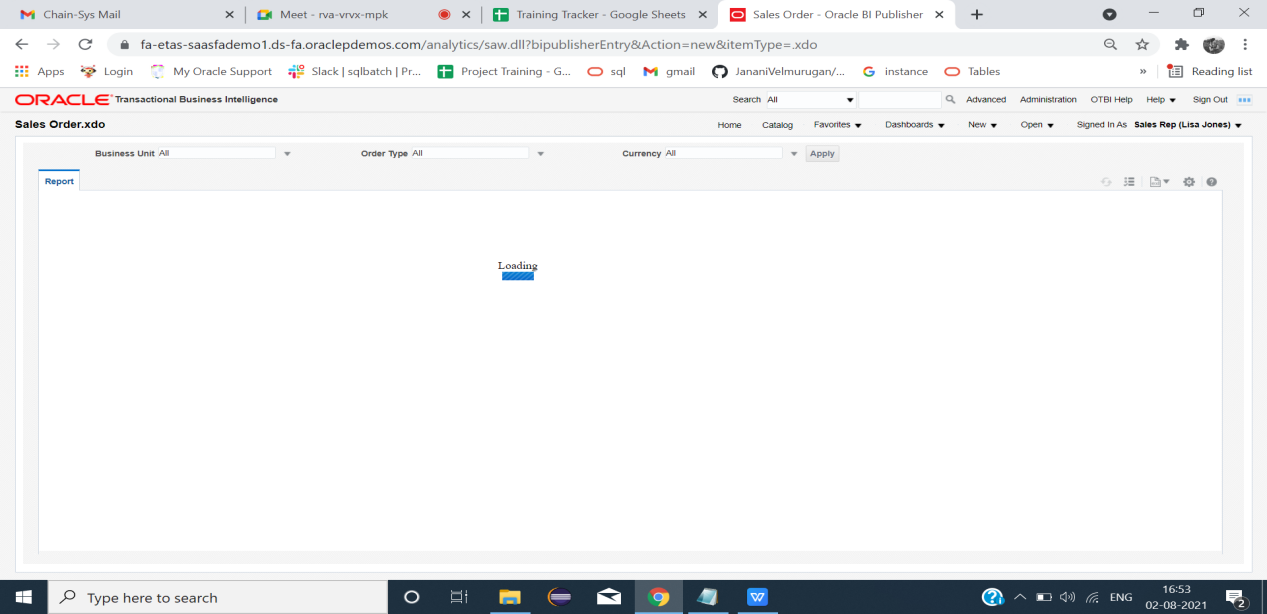 Chain-Sys Mail
Meet - rva-vrvx-mpk
Training Tracker - Google Sheets
Sales Order - Oracle BI Publisher
fa-etas-saasfademo1.ds-fa.oraclepdemos.com/analytics/saw.dll?bipublisherEntry&Action=new&itemType=.xdo
Apps Login My Oracle Support Slack | sqlbatch | Pr... Project Training - G... sql gmail JananiVelmurugan/... instance Tables » Reading list
ORACLE Transactional Business Intelligence Search All Advanced Administration OTBI Help Help Sign Out
Sales Order.xdo Home Catalog Favorites Dashboards New Open Signed In As Sales Rep (Lisa Jones)
Business Unit All Order Type All Currency All Apply
Report
Loading
Type here to search
ENG
16:53
02-08-2021
2